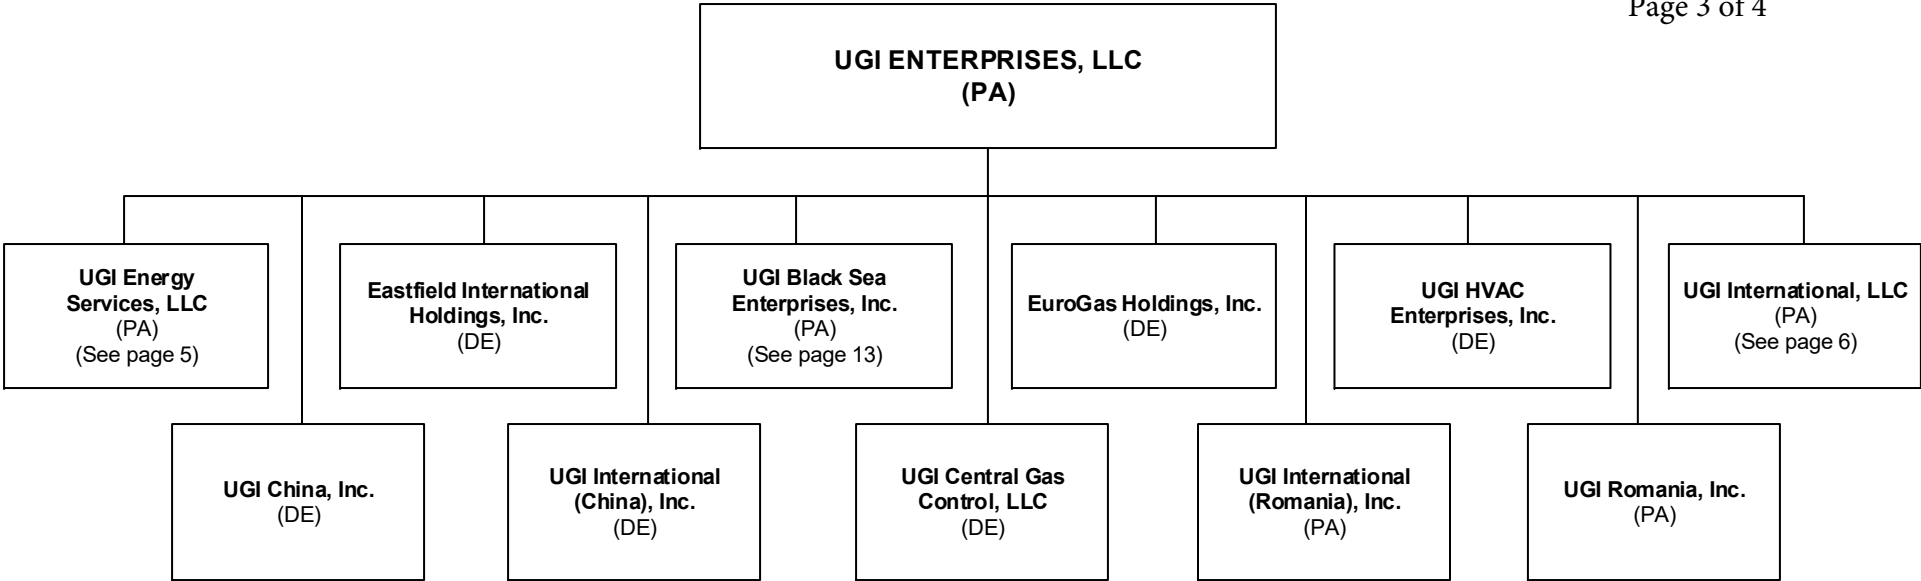 Page 3 of 4
UGI ENTERPRISES, LLC
(PA)
UGI Energy
Services, LLC
(PA)
(See page 5)
Eastfield International
Holdings, Inc.
(DE)
UGI Black Sea
Enterprises, Inc.
(PA)
(See page 13)
EuroGas Holdings, Inc.
(DE)
UGI HVAC
Enterprises, Inc.
(DE)
UGI International, LLC
(PA)
(See page 6)
UGI China, Inc.
(DE)
UGI International
(China), Inc.
(DE)
UGI Central Gas
Control, LLC
(DE)
UGI International
(Romania), Inc.
(PA)
UGI Romania, Inc.
(PA)